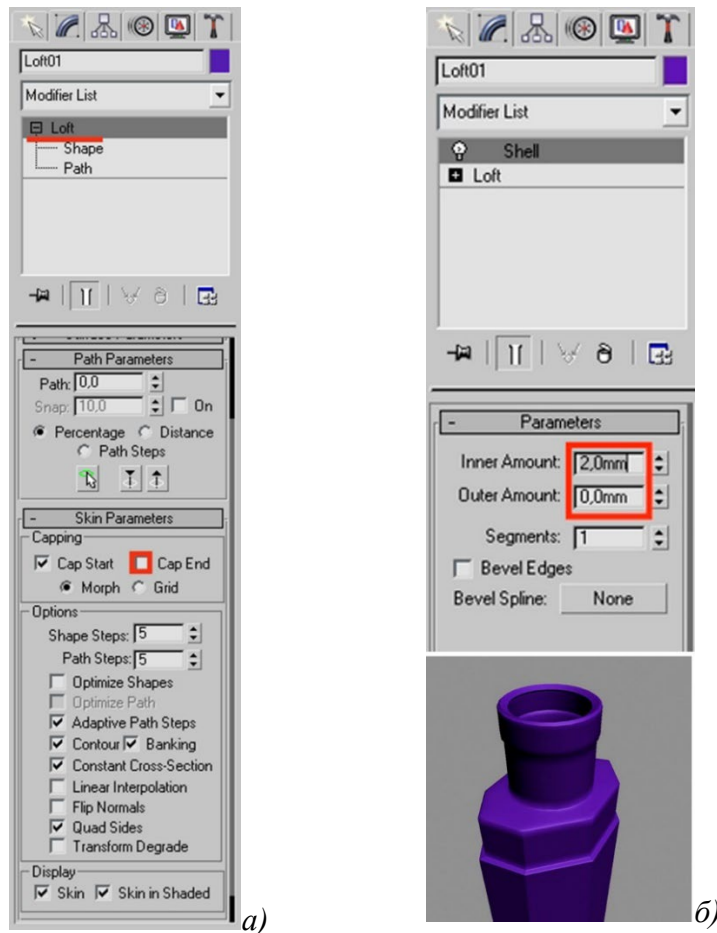 Loft01
Modifier List
Loft
Shape
Path
Path Parameters
Path: 0,0
Snap: 10,0 On
Percentage Distance
Path Steps
Skin Parameters
Capping
Cap Start Cap End
Morph Grid
Options
Shape Steps: 5
Path Steps: 5
Optimize Shapes
Optimize Path
Adaptive Path Steps
Contour Banking
Constant Cross-Section
Linear Interpolation
Flip Normals
Quad Sides
Transform Degrade
Display
Skin Skin in Shaded
а)
Loft01
Modifier List
Shell
Loft
Parameters
Inner Amount: 2,0mm
Outer Amount: 0,0mm
Segments: 1
Bevel Edges
Bevel Spline: None
б)